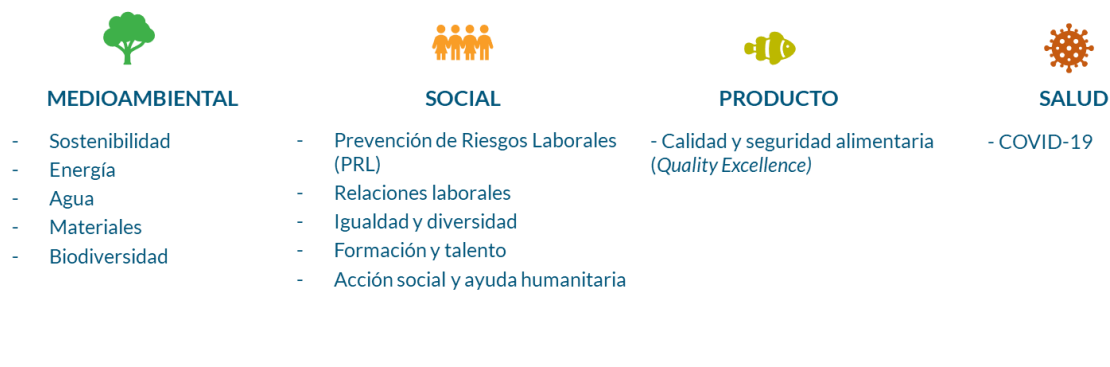 MEDIOAMBIENTAL
- Sostenibilidad
- Energía
- Agua
- Materiales
- Biodiversidad
SOCIAL
- Prevención de Riesgos Laborales
(PRL)
- Relaciones laborales
- Igualdad y diversidad
- Formación y talento
- Acción social y ayuda humanitaria
PRODUCTO
- Calidad y seguridad alimentaria
(Quality Excellence)
SALUD
- COVID-19